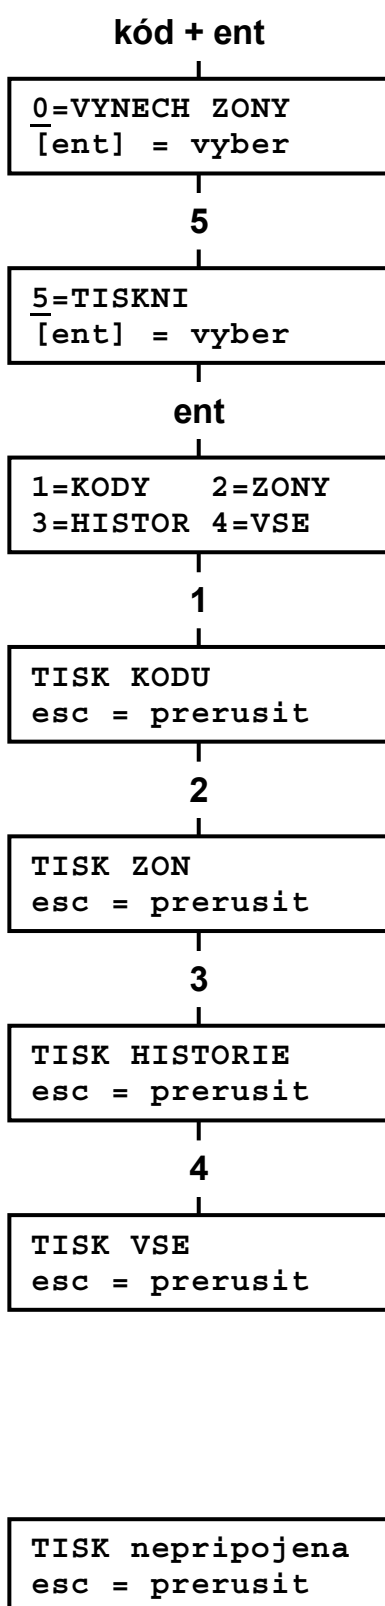 kód + ent
0=VYNECH ZONY
[ent] = vyber
5
5=TISKNI
[ent] = vyber
ent
1=KODY 2=ZONY
3=HISTOR 4=VSE
1
TISK KODU
esc = prerusit
2
TISK ZON
esc = prerusit
3
TISK HISTORIE
esc = prerusit
4
TISK VSE
esc = prerusit
TISK nepripojena
esc = prerusit